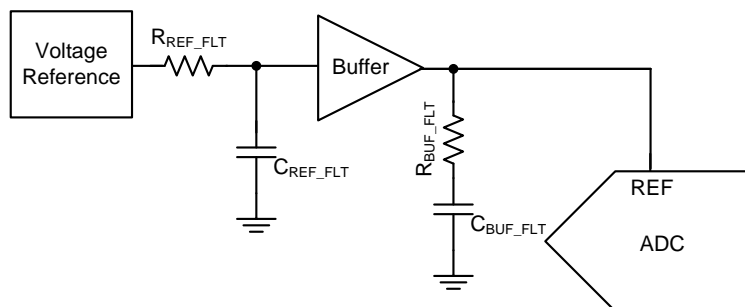 Voltage
Reference
R_REF_FLT
Buffer
C_REF_FLT
R_BUF_FLT
C_BUF_FLT
REF
ADC